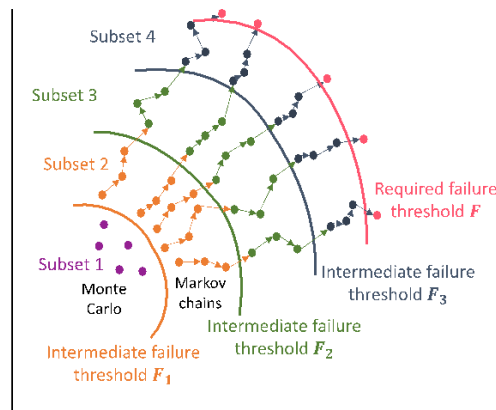 Subset 4
Subset 3
Subset 2
Subset 1
Monte
Carlo
Markov
chains
Required failure
threshold F
Intermediate failure
threshold F₃
Intermediate failure
threshold F₂
Intermediate failure
threshold F₁